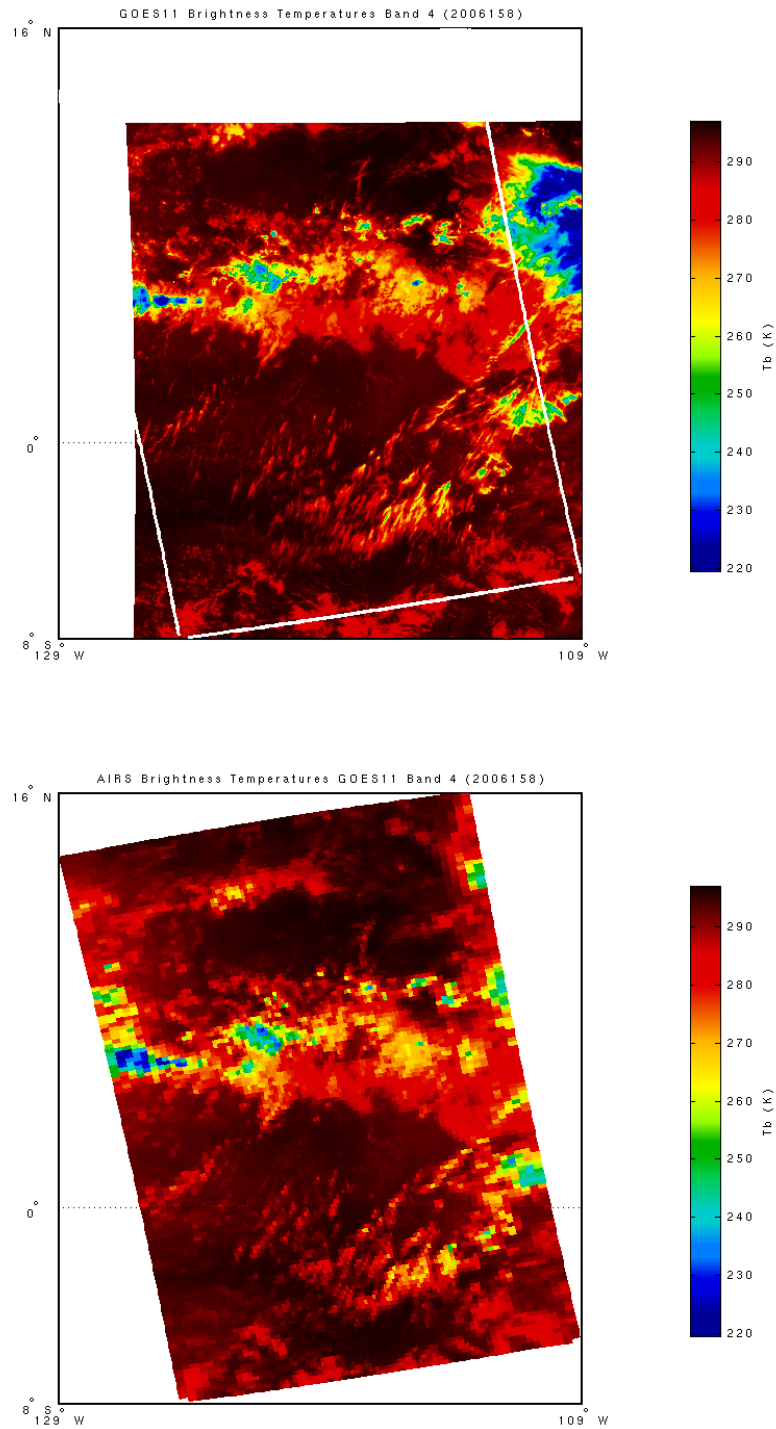 GOES11 Brightness Temperatures Band 4 (2006158)
16° N
290
280
270
260
Tb (K)
250
0°
240
230
220
8° S
129° W
109° W
AIRS Brightness Temperatures GOES11 Band 4 (2006158)
16° N
290
280
270
260
Tb (K)
250
0°
240
230
220
8° S
129° W
109° W